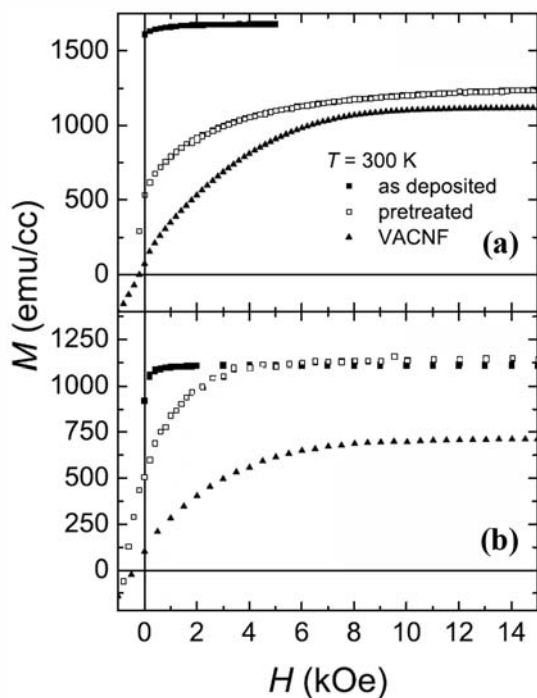 1500
1000
500
0
T = 300 K
as deposited
pretreated
VACNF
(a)
M (emu/cc)
1250
1000
750
500
250
0
(b)
0 2 4 6 8 10 12 14
H (kOe)